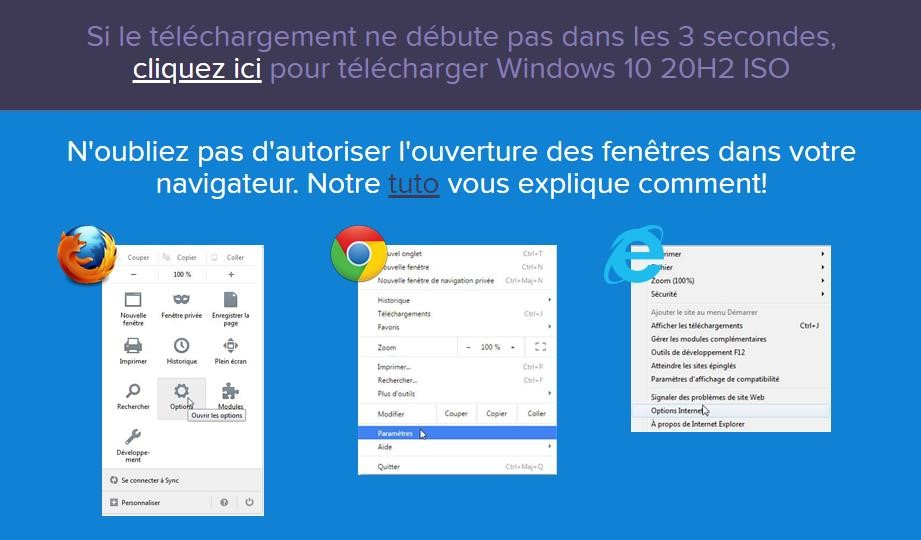 Si le téléchargement ne débute pas dans les 3 secondes,
cliquez ici pour télécharger Windows 10 20H2 ISO
N'oubliez pas d'autoriser l'ouverture des fenêtres dans votre
navigateur. Notre tuto vous explique comment!
Couper Copier Coller
− 100 % +
Nouvelle fenêtre
Fenêtre privée
Enregistrer la page
Imprimer
Historique
Plein écran
Rechercher
Options
Modules
Ouvrir les options
Développe-
ment
Se connecter à Sync
Personnaliser
uvel onglet Ctrl+T
ouvelle fenêtre Ctrl+N
Nouvelle fenêtre de navigation privée Ctrl+Maj+N
Historique
Téléchargements Ctrl+J
Favoris
Zoom − 100 % +
Imprimer... Ctrl+P
Rechercher... Ctrl+F
Plus d'outils
Modifier Couper Copier Coller
Paramètres
Aide
Quitter Ctrl+Maj+Q
rimer
hier
Zoom (100%)
Sécurité
Ajouter le site au menu Démarrer
Afficher les téléchargements Ctrl+J
Gérer les modules complémentaires
Outils de développement F12
Atteindre les sites épinglés
Paramètres d'affichage de compatibilité
Signaler des problèmes de site Web
Options Internet
À propos de Internet Explorer